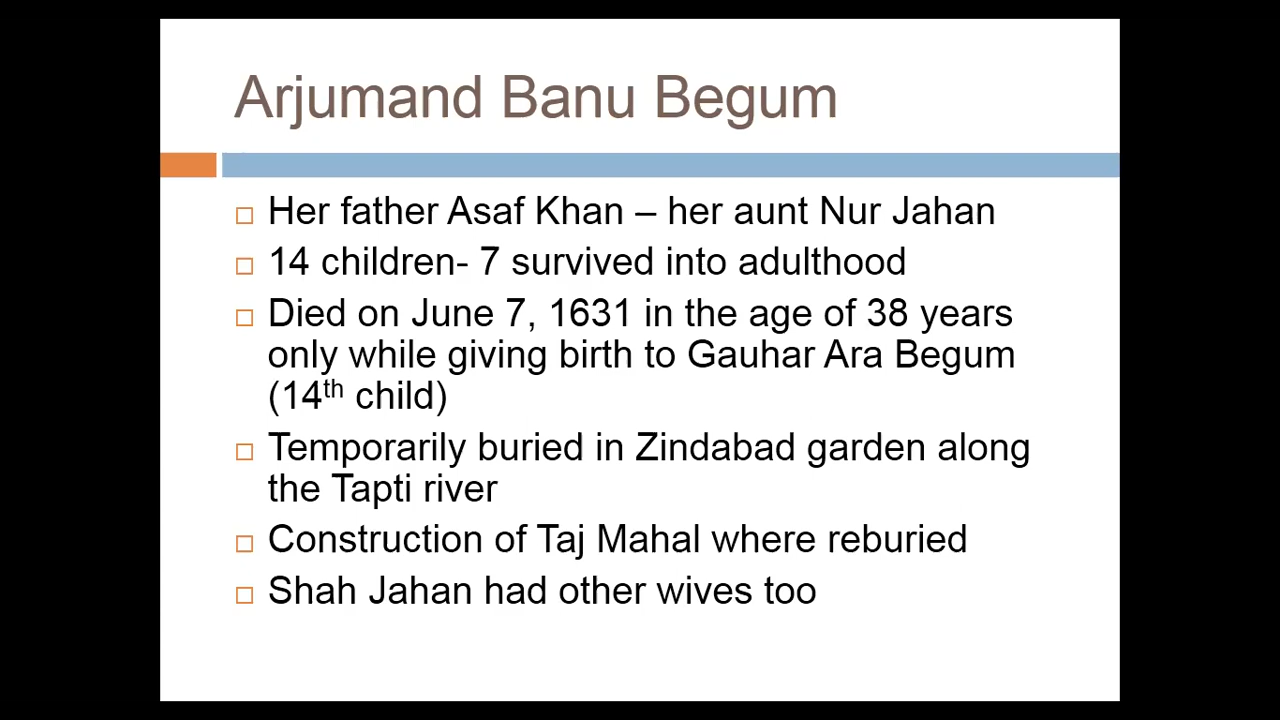 Arjumand Banu Begum
Her father Asaf Khan – her aunt Nur Jahan
14 children- 7 survived into adulthood
Died on June 7, 1631 in the age of 38 years
only while giving birth to Gauhar Ara Begum
(14th child)
Temporarily buried in Zindabad garden along
the Tapti river
Construction of Taj Mahal where reburied
Shah Jahan had other wives too